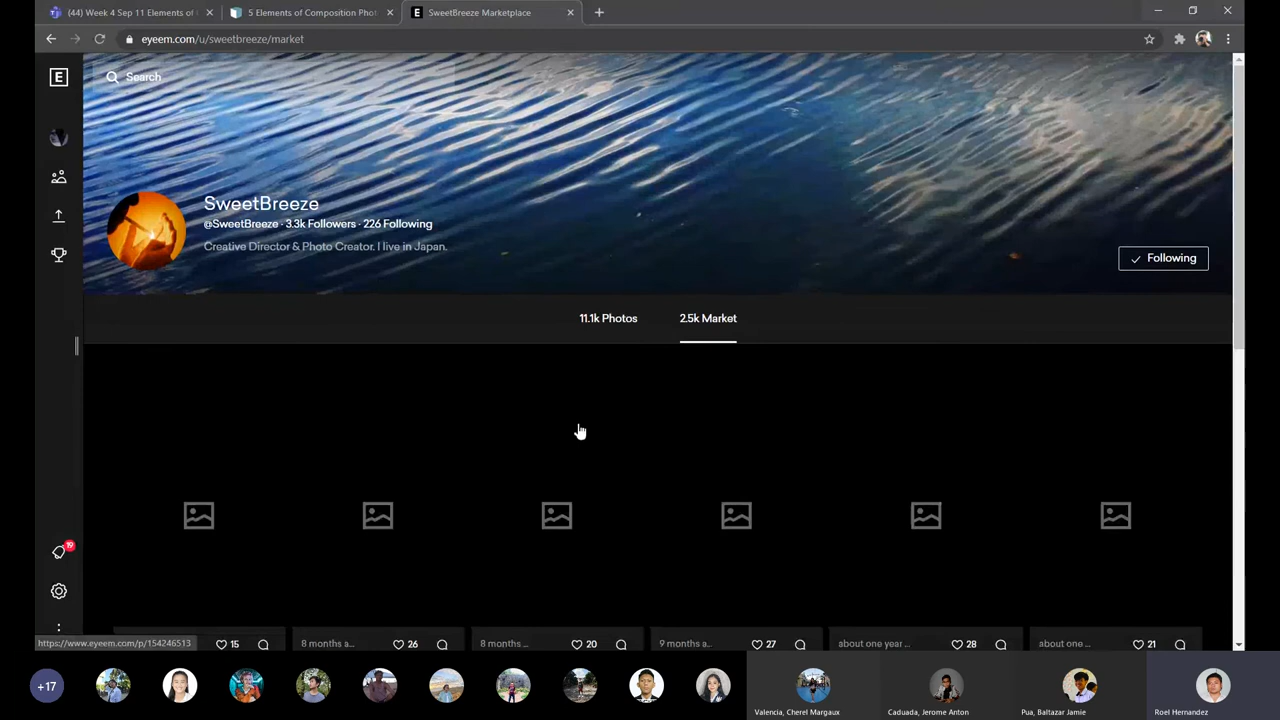 (44) Week 4 Sep 11 Elements of
5 Elements of Composition Phot
E SweetBreeze Marketplace
eyeem.com/u/sweetbreeze/market
E
Search
SweetBreeze
@SweetBreeze · 3.3k Followers · 226 Following
Creative Director & Photo Creator. I live in Japan.
Following
11.1k Photos
2.5k Market
19
https://www.eyeem.com/p/154246513
15
8 months a...
26
8 months ...
20
9 months a...
27
about one year ...
28
about one ...
21
+17
Valencia, Cherel Margaux
Caduada, Jerome Anton
Pua, Baltazar Jamie
Roel Hernandez